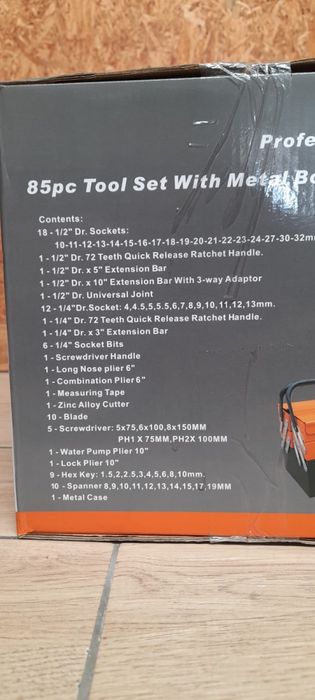 Profe
85pc Tool Set With Metal Bo
Contents:
18 - 1/2" Dr. Sockets:
10-11-12-13-14-15-16-17-18-19-20-21-22-23-24-27-30-32m
1 - 1/2" Dr. 72 Teeth Quick Release Ratchet Handle.
1 - 1/2" Dr. x 5" Extension Bar
1 - 1/2" Dr. x 10" Extension Bar With 3-way Adaptor
1 - 1/2" Dr. Universal Joint
12 - 1/4"Dr.Socket: 4,4.5,5,5.5,6,7,8,9,10,11,12,13mm.
1 - 1/4" Dr. 72 Teeth Quick Release Ratchet Handle.
1 - 1/4" Dr. x 3" Extension Bar
6 - 1/4" Socket Bits
1 - Screwdriver Handle
1 - Long Nose plier 6"
1 - Combination Plier 6"
1 - Measuring Tape
1 - Zinc Alloy Cutter
10 - Blade
5 - Screwdriver: 5x75,6x100,8x150MM
PH1 X 75MM,PH2X 100MM
1 - Water Pump Plier 10"
1 - Lock Plier 10"
9 - Hex Key: 1.5,2,2.5,3,4,5,6,8,10mm.
10 - Spanner 8,9,10,11,12,13,14,15,17,19MM
1 - Metal Case